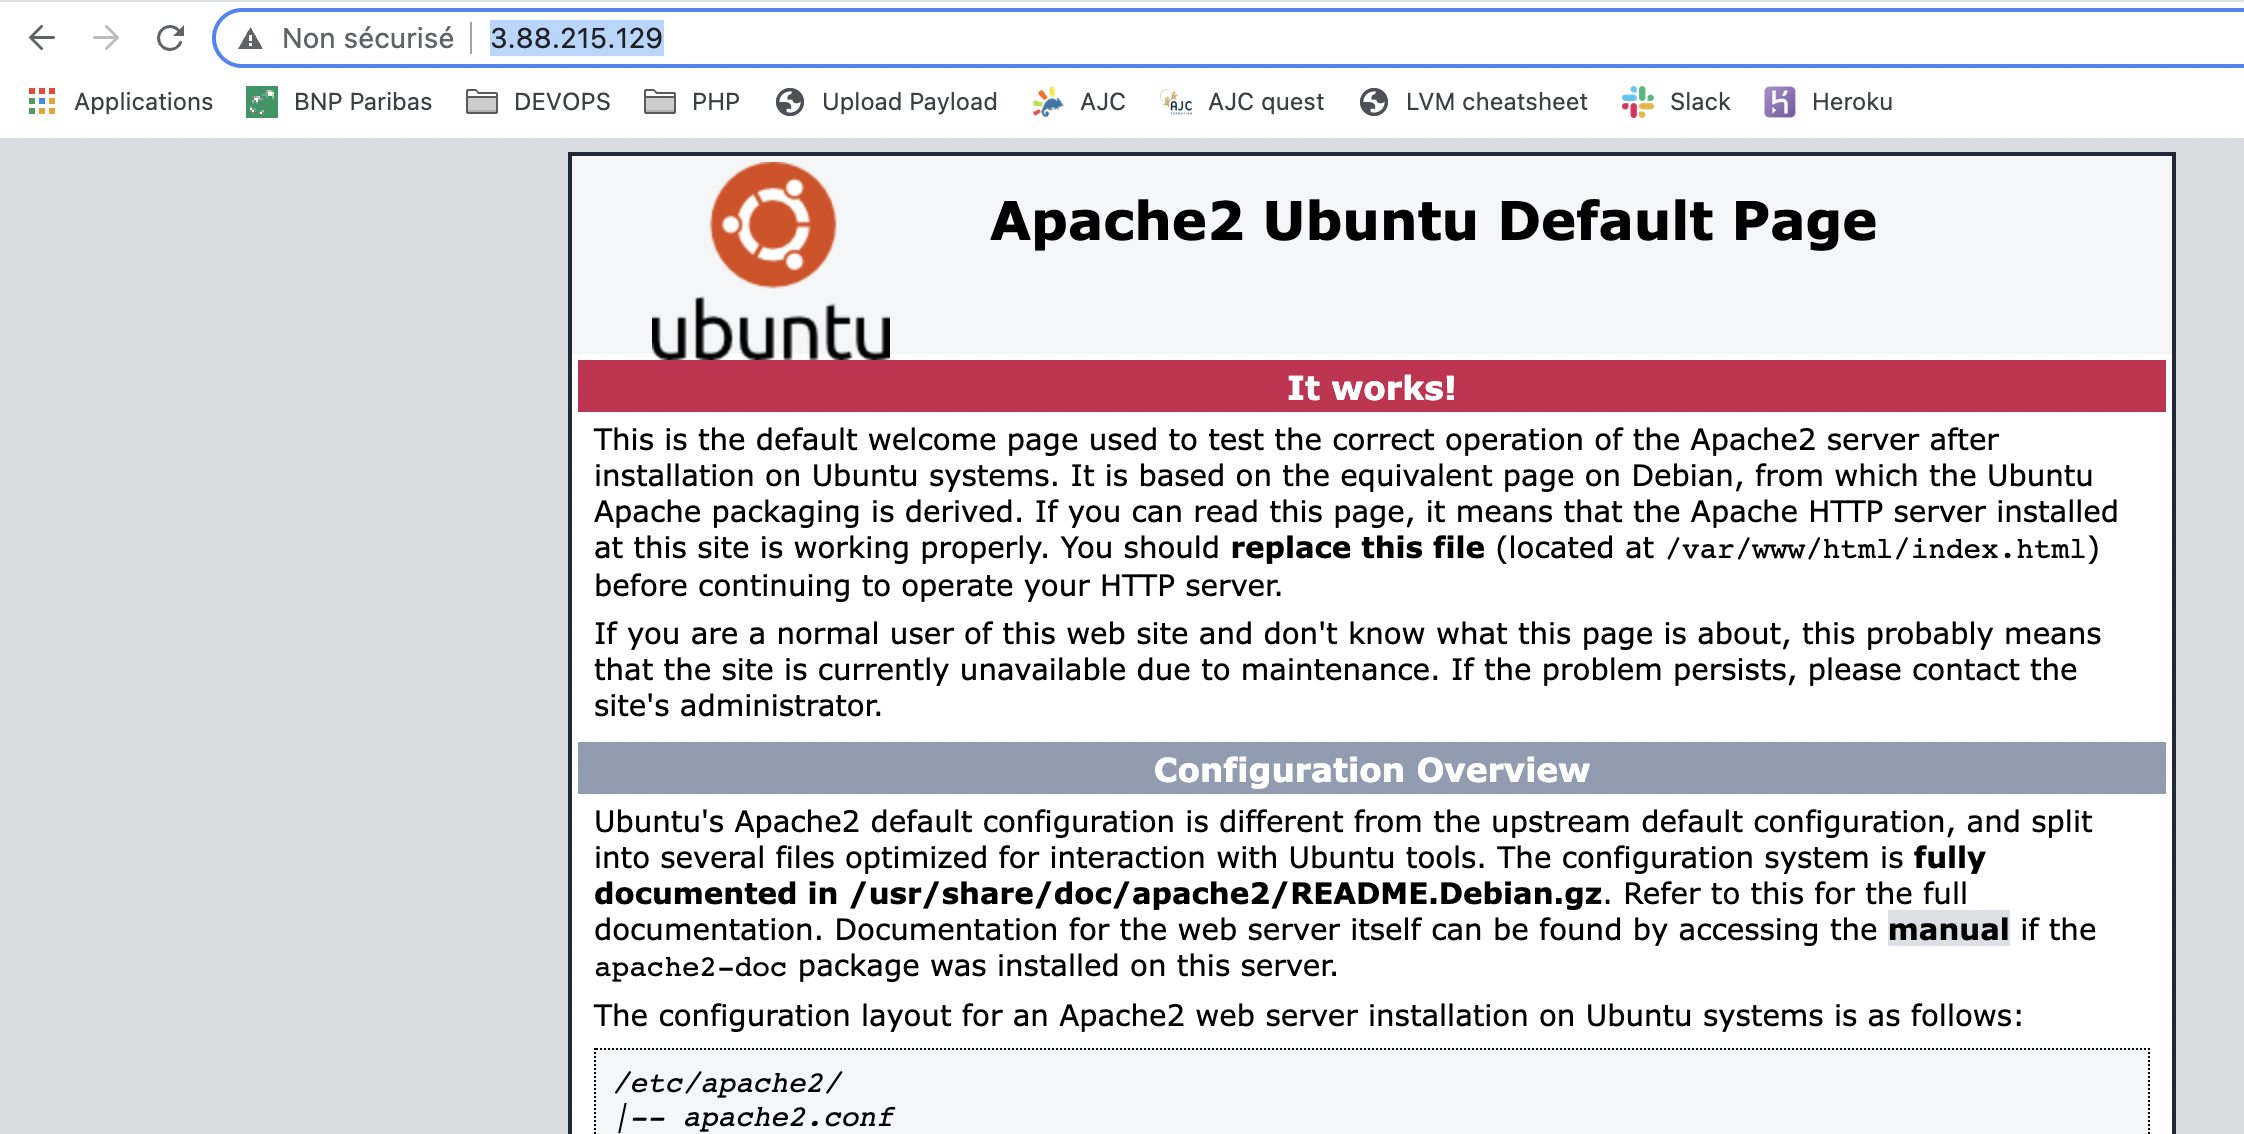 Non sécurisé 3.88.215.129
Applications BNP Paribas DEVOPS PHP Upload Payload AJC AJC quest LVM cheatsheet Slack Heroku
Apache2 Ubuntu Default Page
ubuntu
It works!
This is the default welcome page used to test the correct operation of the Apache2 server after
installation on Ubuntu systems. It is based on the equivalent page on Debian, from which the Ubuntu
Apache packaging is derived. If you can read this page, it means that the Apache HTTP server installed
at this site is working properly. You should replace this file (located at /var/www/html/index.html)
before continuing to operate your HTTP server.
If you are a normal user of this web site and don't know what this page is about, this probably means
that the site is currently unavailable due to maintenance. If the problem persists, please contact the
site's administrator.
Configuration Overview
Ubuntu's Apache2 default configuration is different from the upstream default configuration, and split
into several files optimized for interaction with Ubuntu tools. The configuration system is fully
documented in /usr/share/doc/apache2/README.Debian.gz. Refer to this for the full
documentation. Documentation for the web server itself can be found by accessing the manual if the
apache2-doc package was installed on this server.
The configuration layout for an Apache2 web server installation on Ubuntu systems is as follows:
/etc/apache2/
|-- apache2.conf